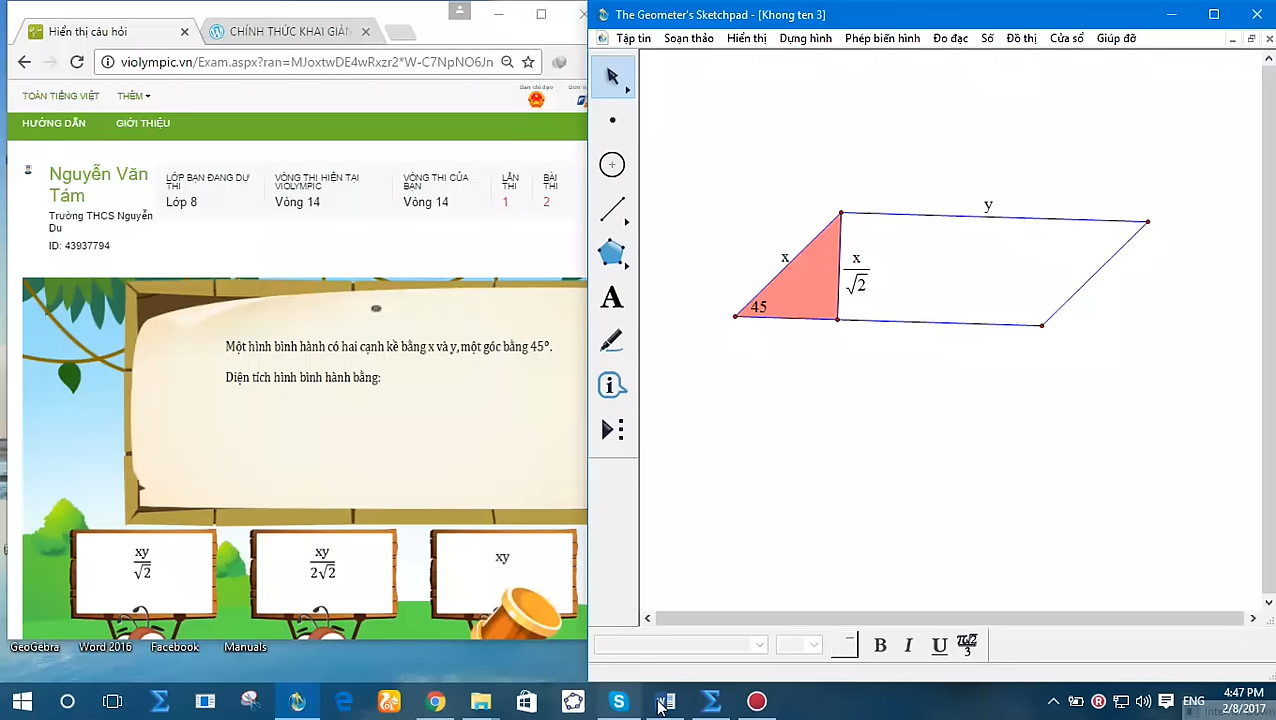 Hiển thị câu hỏi
CHÍNH THỨC KHAI GIẢN
violympic.vn/Exam.aspx?ran=MJoxtwDE4wRxzr2*W-C7NpNO6Jn
TOÁN TIẾNG VIỆT THÊM
Ban chỉ đạo
HƯỚNG DẪN GIỚI THIỆU
Nguyễn Văn Tám
Trường THCS Nguyễn Du
ID: 43937794
LỚP BẠN ĐANG DỰ THI
Lớp 8
VÒNG THI HIỆN TẠI VIOLYMPIC
Vòng 14
VÒNG THI CỦA BẠN
Vòng 14
LẦN THI
1
BÀI THI
2
Một hình bình hành có hai cạnh kề bằng x và y, một góc bằng 45°.
Diện tích hình bình hành bằng:
xy/√2
xy/2√2
xy
GeoGebra Word 2016 Facebook Manuals
The Geometer's Sketchpad - [Khong ten 3]
Tập tin Soạn thảo Hiển thị Dựng hình Phép biến hình Đo đạc Số Đồ thị Cửa sổ Giúp đỡ
y
x
x/√2
45
A
B I U
ENG
4:47 PM
2/8/2017